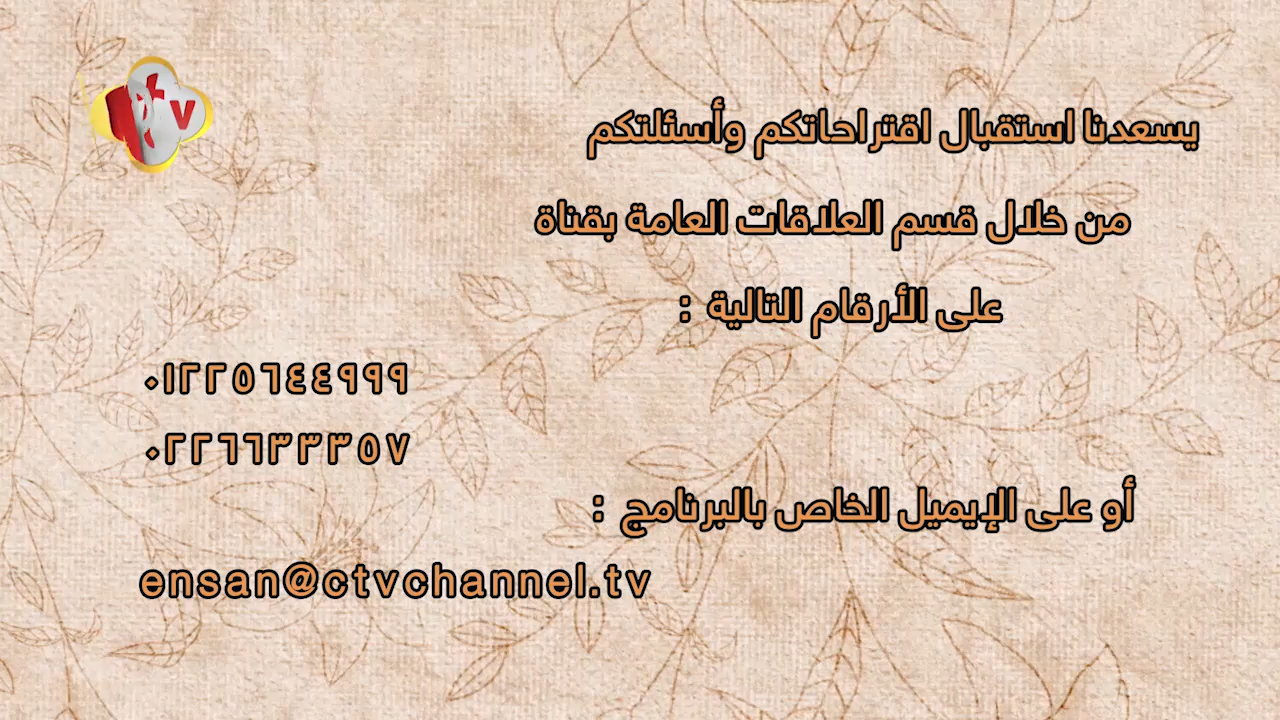 يسعدنا استقبال اقتراحاتكم وأسئلتكم
من خلال قسم العلاقات العامة بقناة
على الأرقام التالية :
٠١٢٢٥٦٤٤٩٩٩
٠٢٢٦٦٣٣٣٥٧
أو على الإيميل الخاص بالبرنامج :
ensan@ctvchannel.tv